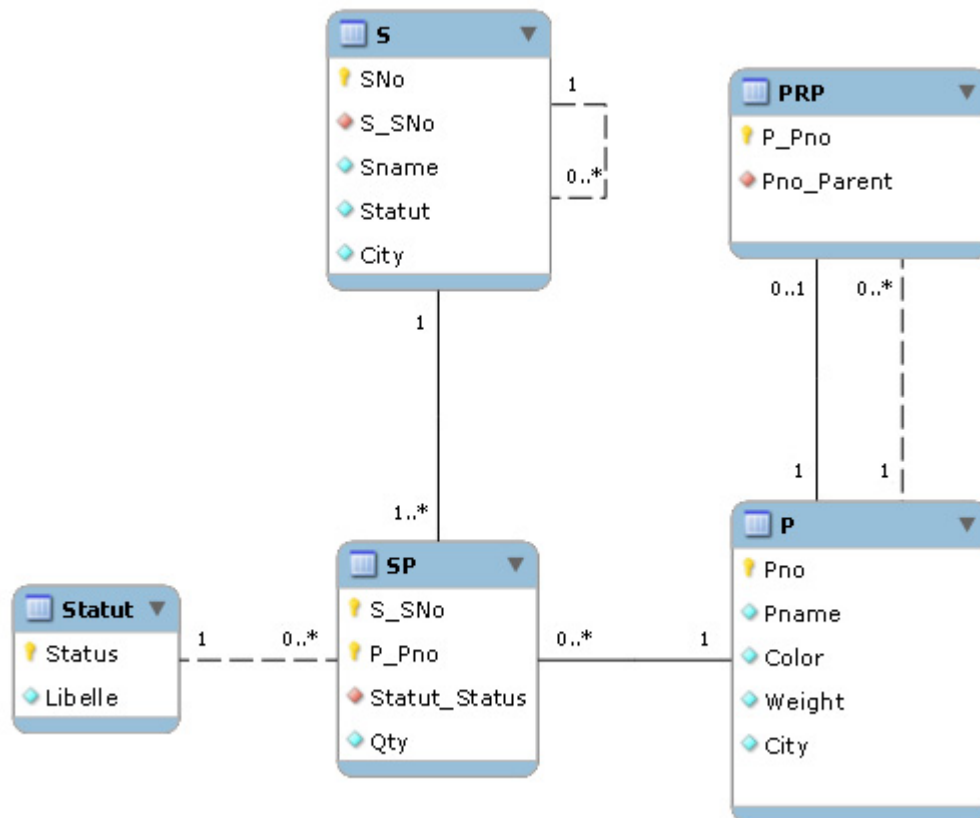 S
SNo
S_SNo
Sname
Statut
City
1
0..*
PRP
P_Pno
Pno_Parent
0..1
0..*
1
1
1
1..*
P
Pno
Pname
Color
Weight
City
SP
S_SNo
P_Pno
Statut_Status
Qty
0..*
1
Statut
Status
Libelle
1
0..*